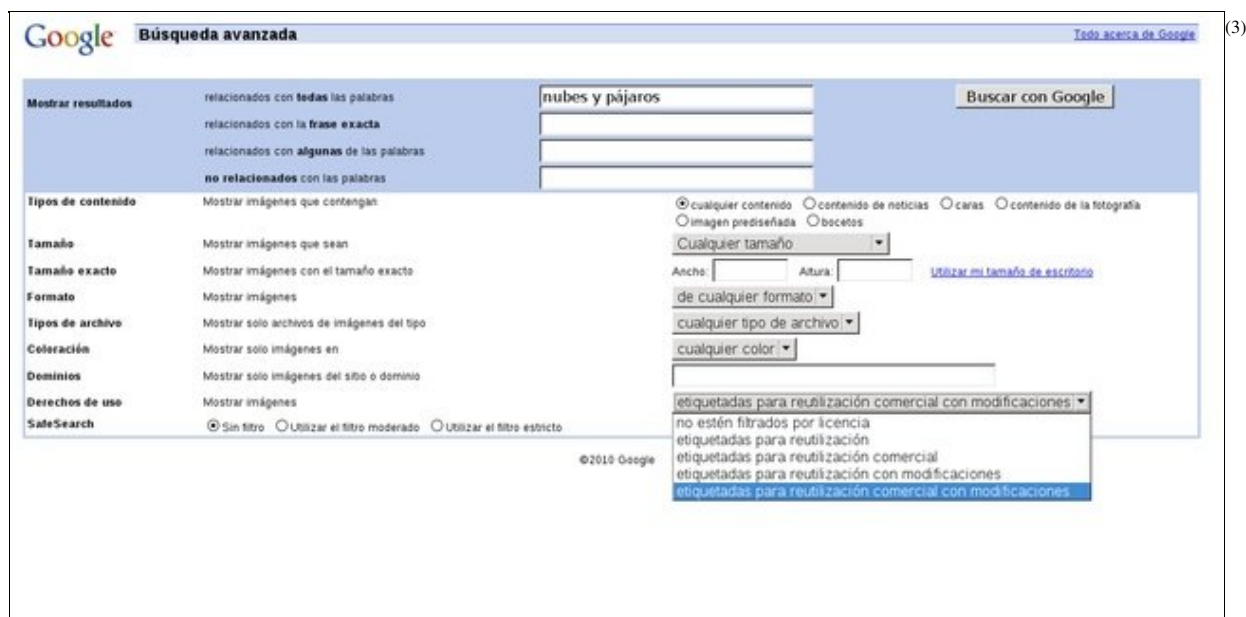 (3)
Google Búsqueda avanzada Todo acerca de Google
Mostrar resultados relacionados con todas las palabras nubes y pájaros Buscar con Google
relacionados con la frase exacta
relacionados con algunas de las palabras
no relacionados con las palabras
Tipos de contenido Mostrar imágenes que contengan cualquier contenido contenido de noticias caras contenido de la fotografía
imagen prediseñada bocetos
Tamaño Mostrar imágenes que sean Cualquier tamaño
Tamaño exacto Mostrar imágenes con el tamaño exacto Ancho: Altura: Utilizar mi tamaño de escritorio
Formato Mostrar imágenes de cualquier formato
Tipos de archivo Mostrar solo archivos de imágenes del tipo cualquier tipo de archivo
Coloración Mostrar solo imágenes en cualquier color
Dominios Mostrar solo imágenes del sitio o dominio
Derechos de uso Mostrar imágenes etiquetadas para reutilización comercial con modificaciones
SafeSearch Sin filtro Utilizar el filtro moderado Utilizar el filtro estricto
no estén filtrados por licencia
etiquetadas para reutilización
etiquetadas para reutilización comercial
etiquetadas para reutilización con modificaciones
etiquetadas para reutilización comercial con modificaciones
©2010 Google